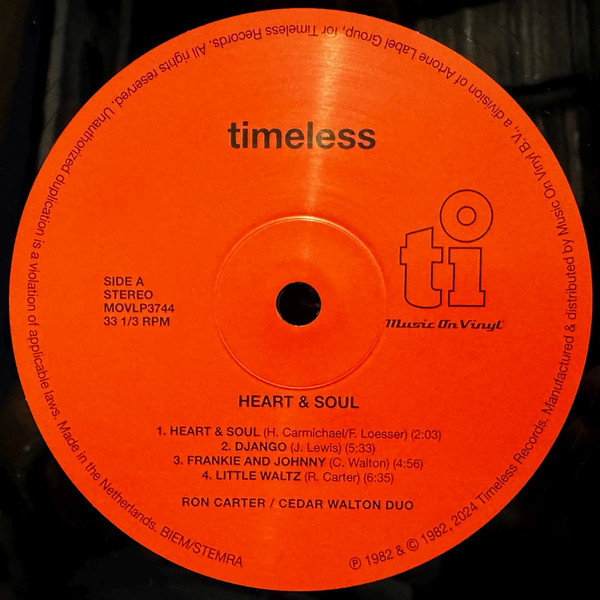 timeless
ti
Music On Vinyl
SIDE A
STEREO
MOVLP3744
33 1/3 RPM
HEART & SOUL
1. HEART & SOUL (H. Carmichael/F. Loesser) (2:03)
2. DJANGO (J. Lewis) (5:33)
3. FRANKIE AND JOHNNY (C. Walton) (4:56)
4. LITTLE WALTZ (R. Carter) (6:35)
RON CARTER / CEDAR WALTON DUO
℗ 1982 & © 1982, 2024 Timeless Records. Manufactured & distributed by Music On Vinyl B.V., a division of Artone Label Group, for Timeless Records. All rights reserved. Unauthorized duplication is a violation of applicable laws. Made in the Netherlands. BIEM/STEMRA